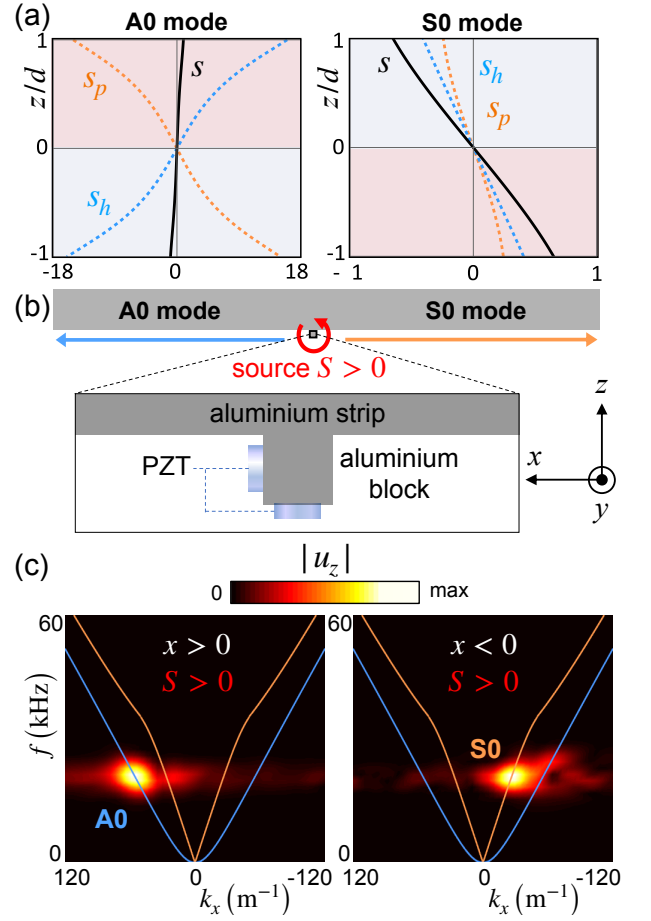 (a) A0 mode S0 mode
1 1
z/d z/d
s_p s s s_h
s_p
0 0
s_h
-1 -1
-18 0 18 - 1 0 1
(b)
A0 mode S0 mode
source S > 0
aluminium strip
z
PZT aluminium x
block
y
(c) |u_z|
0 max
60 60
x > 0 x < 0
S > 0 S > 0
f (kHz)
S0
A0
0 0
120 0 -120 120 0 -120
k_x (m⁻¹) k_x (m⁻¹)